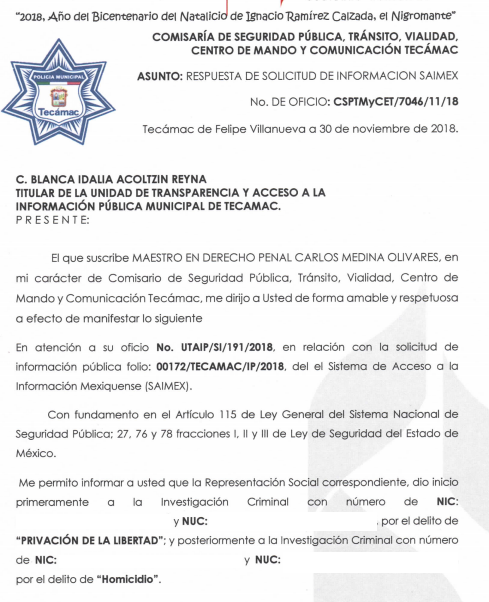 "2018, Año del Bicentenario del Natalicio de Ignacio Ramírez Calzada, el Nigromante"
COMISARÍA DE SEGURIDAD PÚBLICA, TRÁNSITO, VIALIDAD,
CENTRO DE MANDO Y COMUNICACIÓN TECÁMAC
POLICIA MUNICIPAL
Tecámac
ASUNTO: RESPUESTA DE SOLICITUD DE INFORMACION SAIMEX
No. DE OFICIO: CSPTMyCET/7046/11/18
Tecámac de Felipe Villanueva a 30 de noviembre de 2018.
C. BLANCA IDALIA ACOLTZIN REYNA
TITULAR DE LA UNIDAD DE TRANSPARENCIA Y ACCESO A LA
INFORMACIÓN PÚBLICA MUNICIPAL DE TECAMAC.
P R E S E N T E:
El que suscribe MAESTRO EN DERECHO PENAL CARLOS MEDINA OLIVARES, en
mi carácter de Comisario de Seguridad Pública, Tránsito, Vialidad, Centro de
Mando y Comunicación Tecámac, me dirijo a Usted de forma amable y respetuosa
a efecto de manifestar lo siguiente
En atención a su oficio No. UTAIP/SI/191/2018, en relación con la solicitud de
información pública folio: 00172/TECAMAC/IP/2018, del el Sistema de Acceso a la
Información Mexiquense (SAIMEX).
Con fundamento en el Artículo 115 de Ley General del Sistema Nacional de
Seguridad Pública; 27, 76 y 78 fracciones I, II y III de Ley de Seguridad del Estado de
México.
Me permito informar a usted que la Representación Social correspondiente, dio inicio
primeramente a la Investigación Criminal con número de NIC:
y NUC: , por el delito de
"PRIVACIÓN DE LA LIBERTAD"; y posteriormente a la Investigación Criminal con número
de NIC: y NUC:
por el delito de "Homicidio".